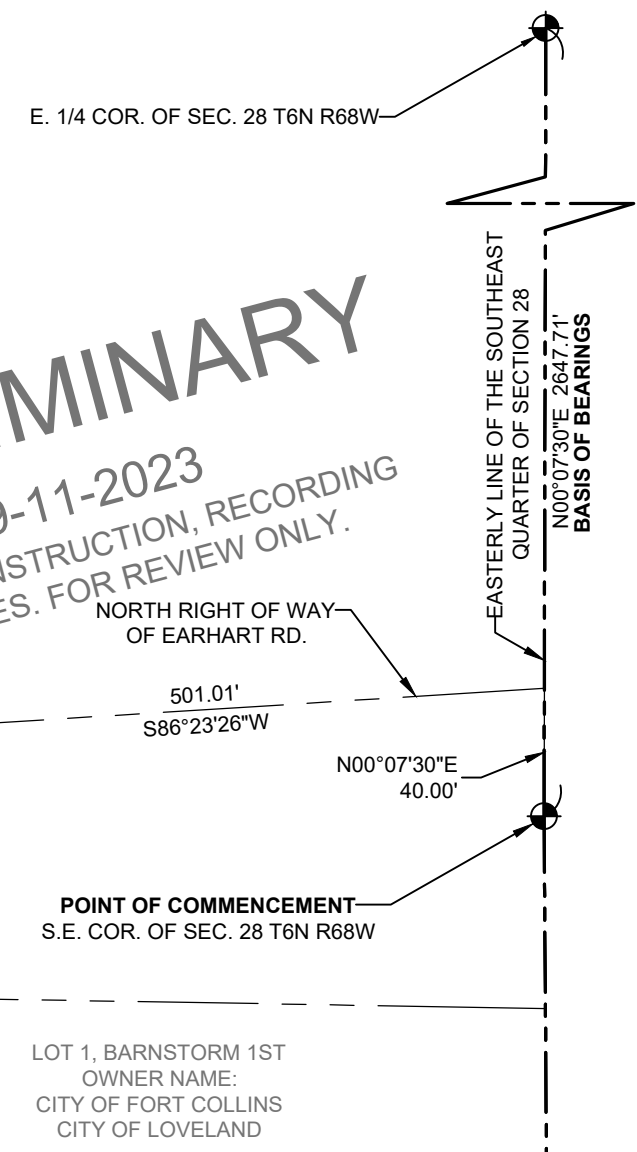 E. 1/4 COR. OF SEC. 28 T6N R68W
EASTERLY LINE OF THE SOUTHEAST
QUARTER OF SECTION 28
N00°07'30"E 2647.71'
BASIS OF BEARINGS
MINARY
-11-2023
NSTRUCTION, RECORDING
ES. FOR REVIEW ONLY.
NORTH RIGHT OF WAY
OF EARHART RD.
501.01'
S86°23'26"W
N00°07'30"E
40.00'
POINT OF COMMENCEMENT
S.E. COR. OF SEC. 28 T6N R68W
LOT 1, BARNSTORM 1ST
OWNER NAME:
CITY OF FORT COLLINS
CITY OF LOVELAND